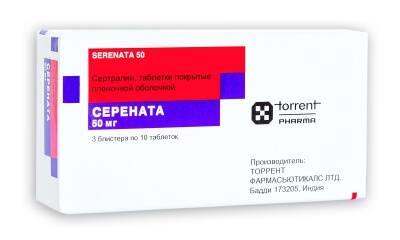 SERENATA 50
Сертралин, таблетки покрытые
пленочной оболочкой
СЕРЕНАТА
50 мг
3 блистера по 10 таблеток
torrent
PHARMA
Производитель:
ТОРРЕНТ
ФАРМАСЬЮТИКАЛС ЛТД.
Бадди 173205, Индия